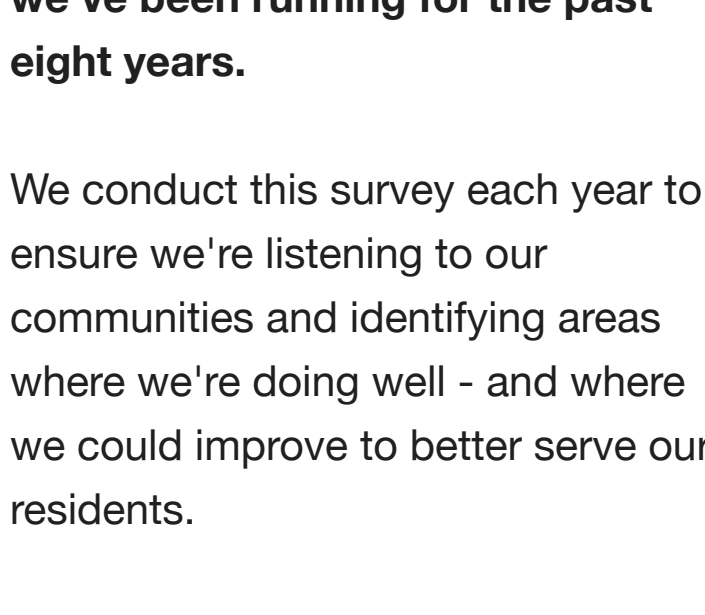 we've been running for the past
eight years.
We conduct this survey each year to
ensure we're listening to our
communities and identifying areas
where we're doing well - and where
we could improve to better serve our
residents.